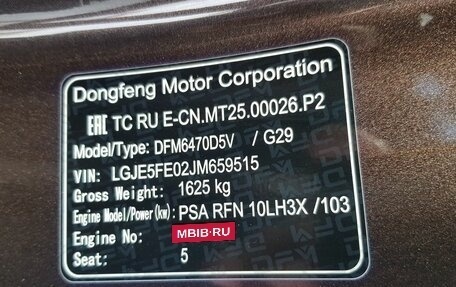 Dongfeng Motor Corporation
EAC TC RU E-CN.MT25.00026.P2
Model/Type: DFM6470D5V / G29
VIN: LGJE5FE02JM659515
Gross Weight: 1625 kg
Engine Model/Power(kw): PSA RFN 10LH3X /103
Engine No: MBIB.RU
Seat: 5